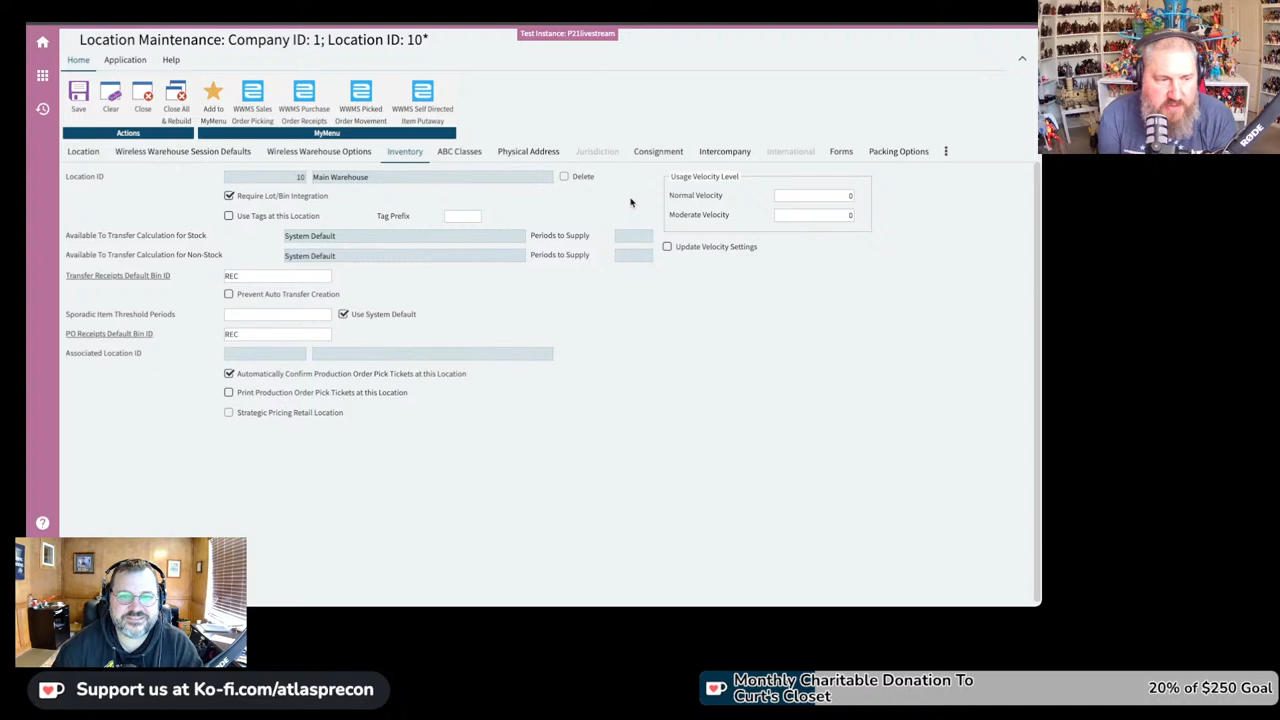 Test Instance: P21livestream
Location Maintenance: Company ID: 1; Location ID: 10*
Home Application Help
Save Clear Close Close All & Rebuild Add to MyMenu WWMS Sales Order Picking WWMS Purchase Order Receipts WWMS Picked Order Movement WWMS Self Directed Item Putaway
Actions MyMenu
Location Wireless Warehouse Session Defaults Wireless Warehouse Options Inventory ABC Classes Physical Address Jurisdiction Consignment Intercompany International Forms Packing Options
Location ID 10 Main Warehouse Delete Usage Velocity Level
Require Lot/Bin Integration Normal Velocity 0
Use Tags at this Location Tag Prefix Moderate Velocity 0
Available To Transfer Calculation for Stock System Default Periods to Supply
Update Velocity Settings
Available To Transfer Calculation for Non-Stock System Default Periods to Supply
Transfer Receipts Default Bin ID REC
Prevent Auto Transfer Creation
Sporadic Item Threshold Periods Use System Default
PO Receipts Default Bin ID REC
Associated Location ID
Automatically Confirm Production Order Pick Tickets at this Location
Print Production Order Pick Tickets at this Location
Strategic Pricing Retail Location
RØDE
Support us at Ko-fi.com/atlasprecon
Monthly Charitable Donation To
Curt's Closet
20% of $250 Goal